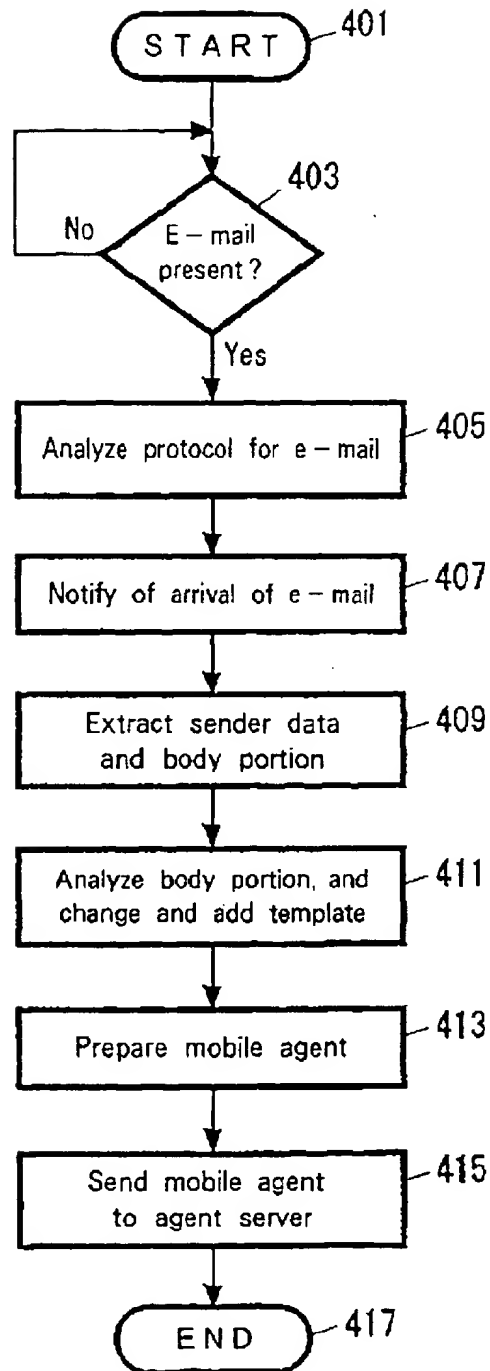 START
401
403
No
E-mail
present?
Yes
Analyze protocol for e-mail
405
Notify of arrival of e-mail
407
Extract sender data
and body portion
409
Analyze body portion, and
change and add template
411
Prepare mobile agent
413
Send mobile agent
to agent server
415
END
417